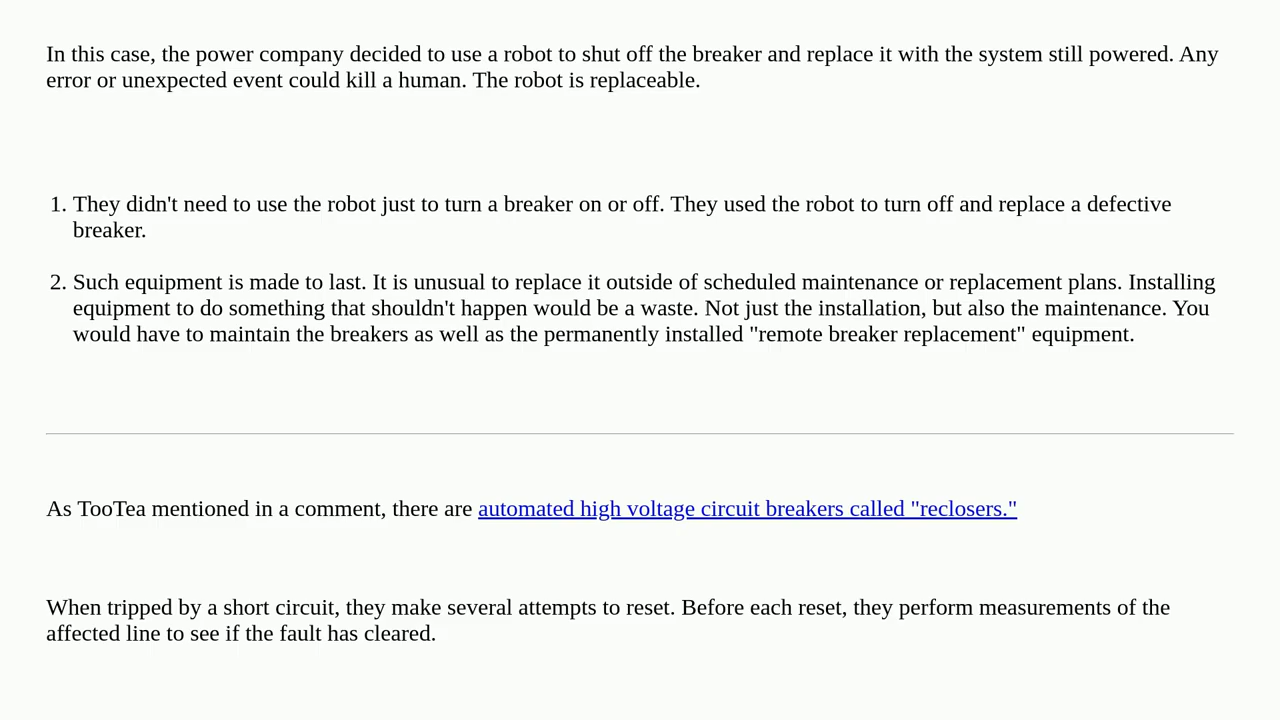 In this case, the power company decided to use a robot to shut off the breaker and replace it with the system still powered. Any
error or unexpected event could kill a human. The robot is replaceable.
1. They didn't need to use the robot just to turn a breaker on or off. They used the robot to turn off and replace a defective
breaker.
2. Such equipment is made to last. It is unusual to replace it outside of scheduled maintenance or replacement plans. Installing
equipment to do something that shouldn't happen would be a waste. Not just the installation, but also the maintenance. You
would have to maintain the breakers as well as the permanently installed "remote breaker replacement" equipment.
As TooTea mentioned in a comment, there are automated high voltage circuit breakers called "reclosers."
When tripped by a short circuit, they make several attempts to reset. Before each reset, they perform measurements of the
affected line to see if the fault has cleared.